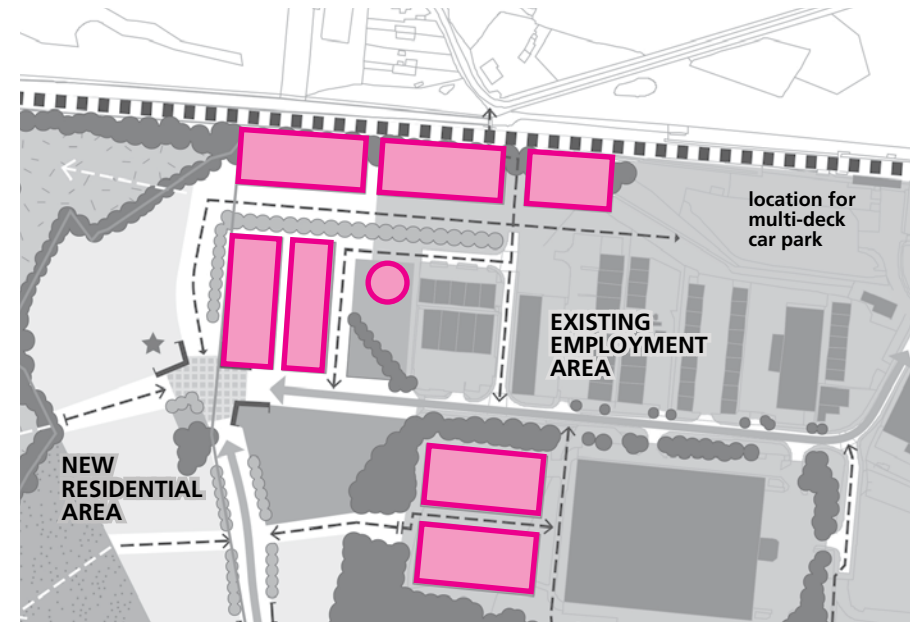 location for
multi-deck
car park
EXISTING
EMPLOYMENT
AREA
NEW
RESIDENTIAL
AREA